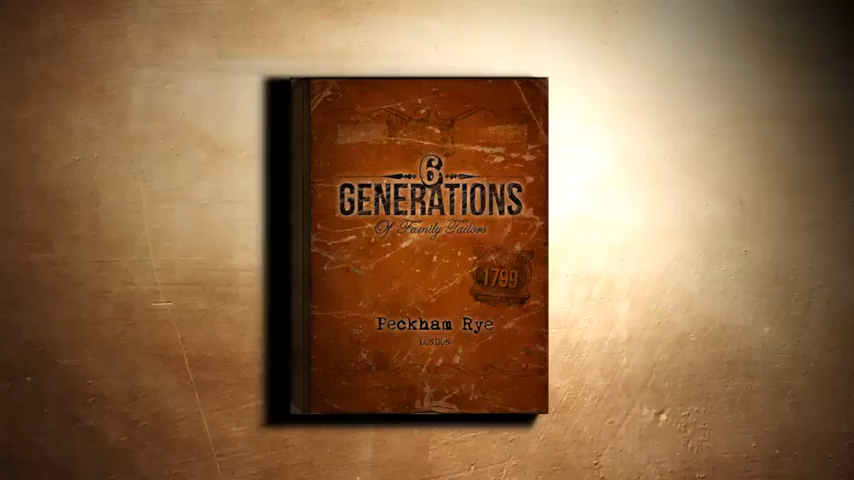 6
GENERATIONS
Of Family Tailors
1799
Peckham Rye
LONDON